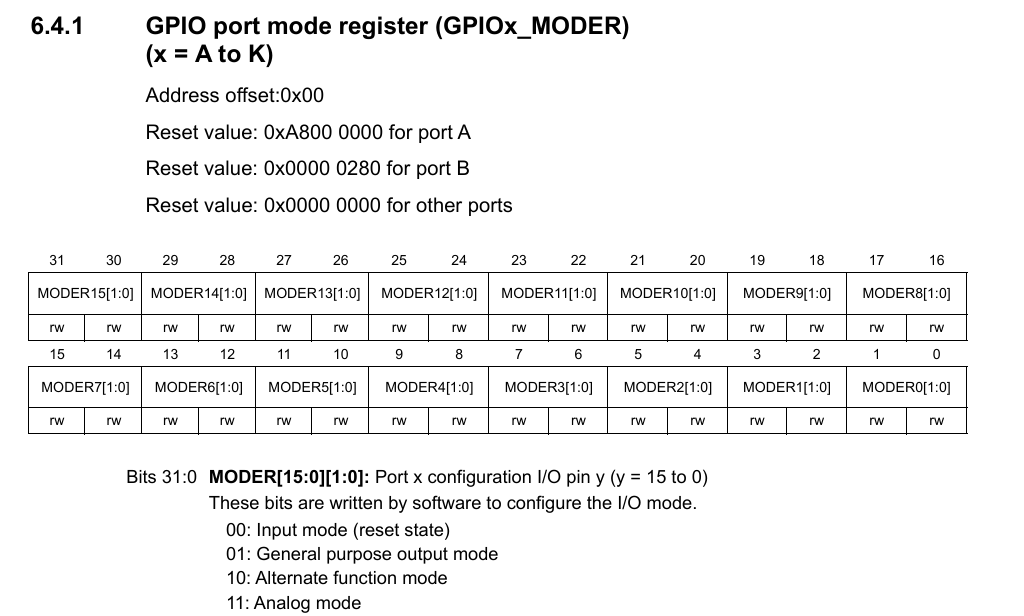 6.4.1 GPIO port mode register (GPIOx_MODER)
(x = A to K)
Address offset:0x00
Reset value: 0xA800 0000 for port A
Reset value: 0x0000 0280 for port B
Reset value: 0x0000 0000 for other ports
31 30 29 28 27 26 25 24 23 22 21 20 19 18 17 16
MODER15[1:0] MODER14[1:0] MODER13[1:0] MODER12[1:0] MODER11[1:0] MODER10[1:0] MODER9[1:0] MODER8[1:0]
rw rw rw rw rw rw rw rw rw rw rw rw rw rw rw rw
15 14 13 12 11 10 9 8 7 6 5 4 3 2 1 0
MODER7[1:0] MODER6[1:0] MODER5[1:0] MODER4[1:0] MODER3[1:0] MODER2[1:0] MODER1[1:0] MODER0[1:0]
rw rw rw rw rw rw rw rw rw rw rw rw rw rw rw rw
Bits 31:0 MODER[15:0][1:0]: Port x configuration I/O pin y (y = 15 to 0)
These bits are written by software to configure the I/O mode.
00: Input mode (reset state)
01: General purpose output mode
10: Alternate function mode
11: Analog mode